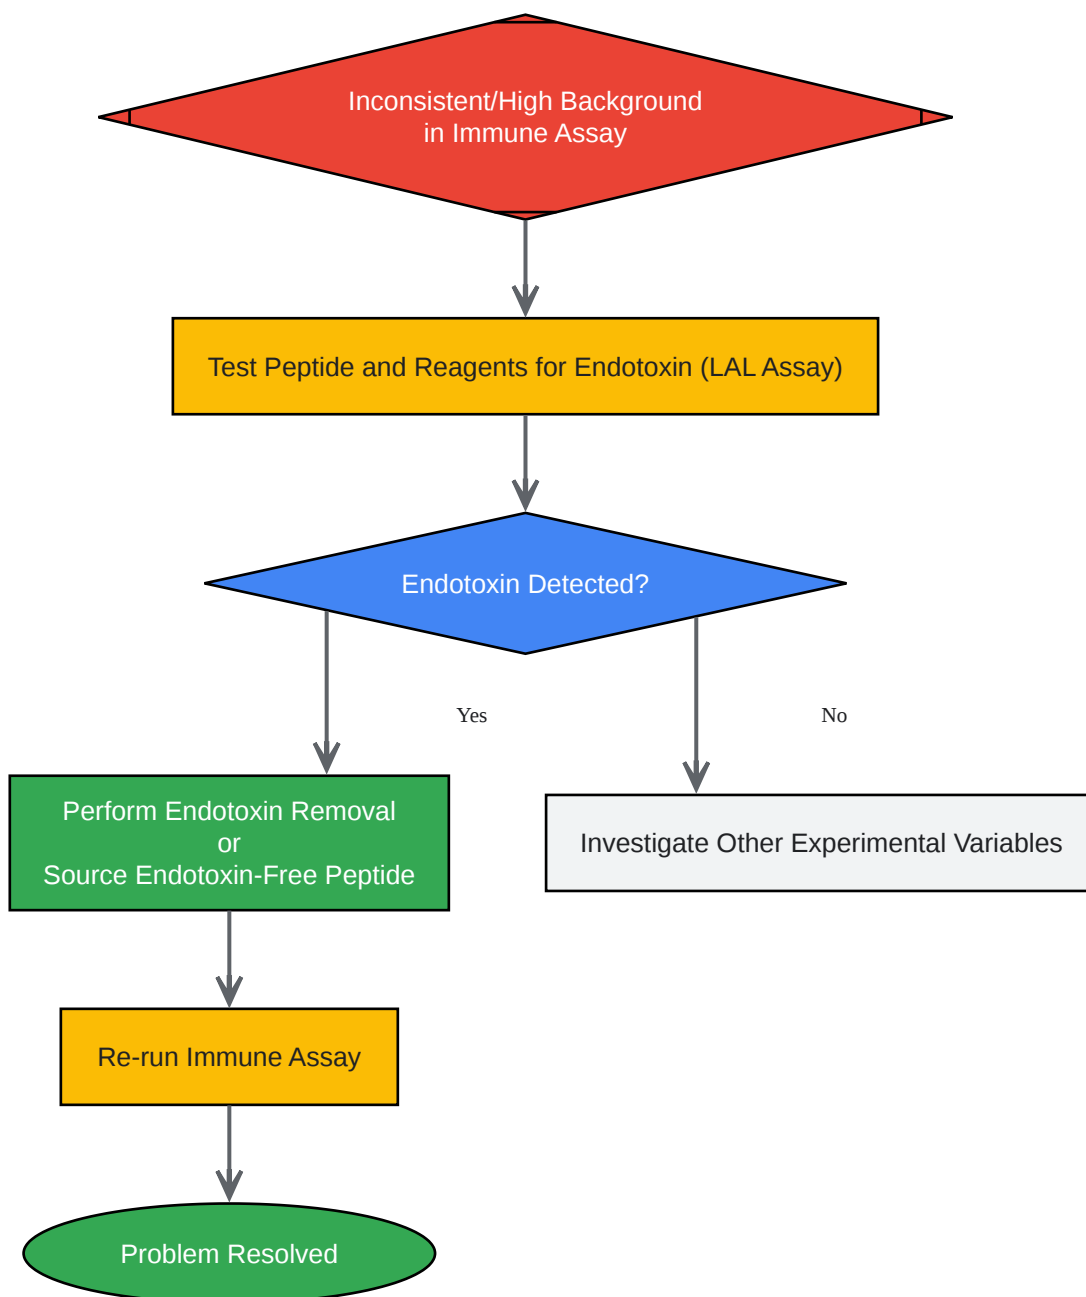 Inconsistent/High Background
in Immune Assay
Test Peptide and Reagents for Endotoxin (LAL Assay)
Endotoxin Detected?
Yes
No
Perform Endotoxin Removal
or
Source Endotoxin-Free Peptide
Investigate Other Experimental Variables
Re-run Immune Assay
Problem Resolved